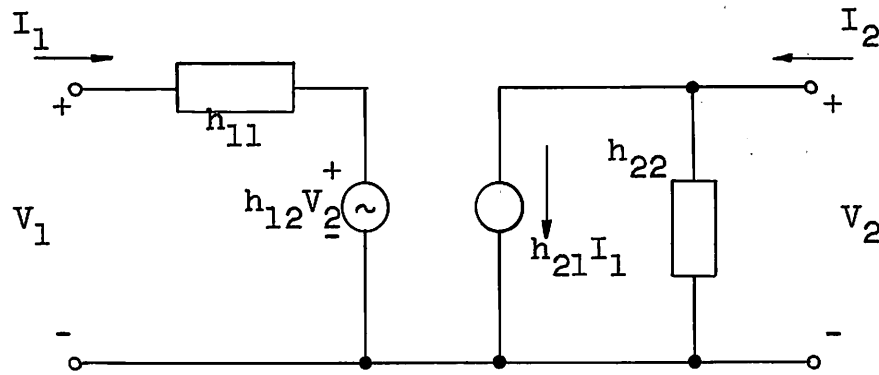 I₁
I₂
+
+
h₁₁
h₂₂
+
h₁₂V₂
-
V₁
V₂
h₂₁I₁
-
-